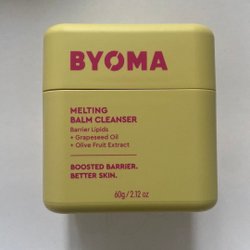 BYOMA
MELTING
BALM CLEANSER
Barrier Lipids
+ Grapeseed Oil
+ Olive Fruit Extract
BOOSTED BARRIER.
BETTER SKIN.
60g / 2.12 oz